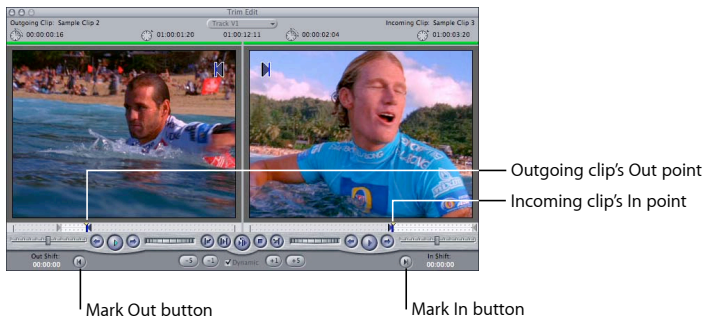 Trim Edit
Outgoing Clip: Sample Clip 2
Track V1
Incoming Clip: Sample Clip 3
00:00:00:16
01:00:01:20
01:00:12:11
00:00:02:04
01:00:03:20
Outgoing clip's Out point
Incoming clip's In point
Out Shift:
00:00:00
-5
-1
Dynamic
+1
+5
In Shift:
00:00:00
Mark Out button
Mark In button